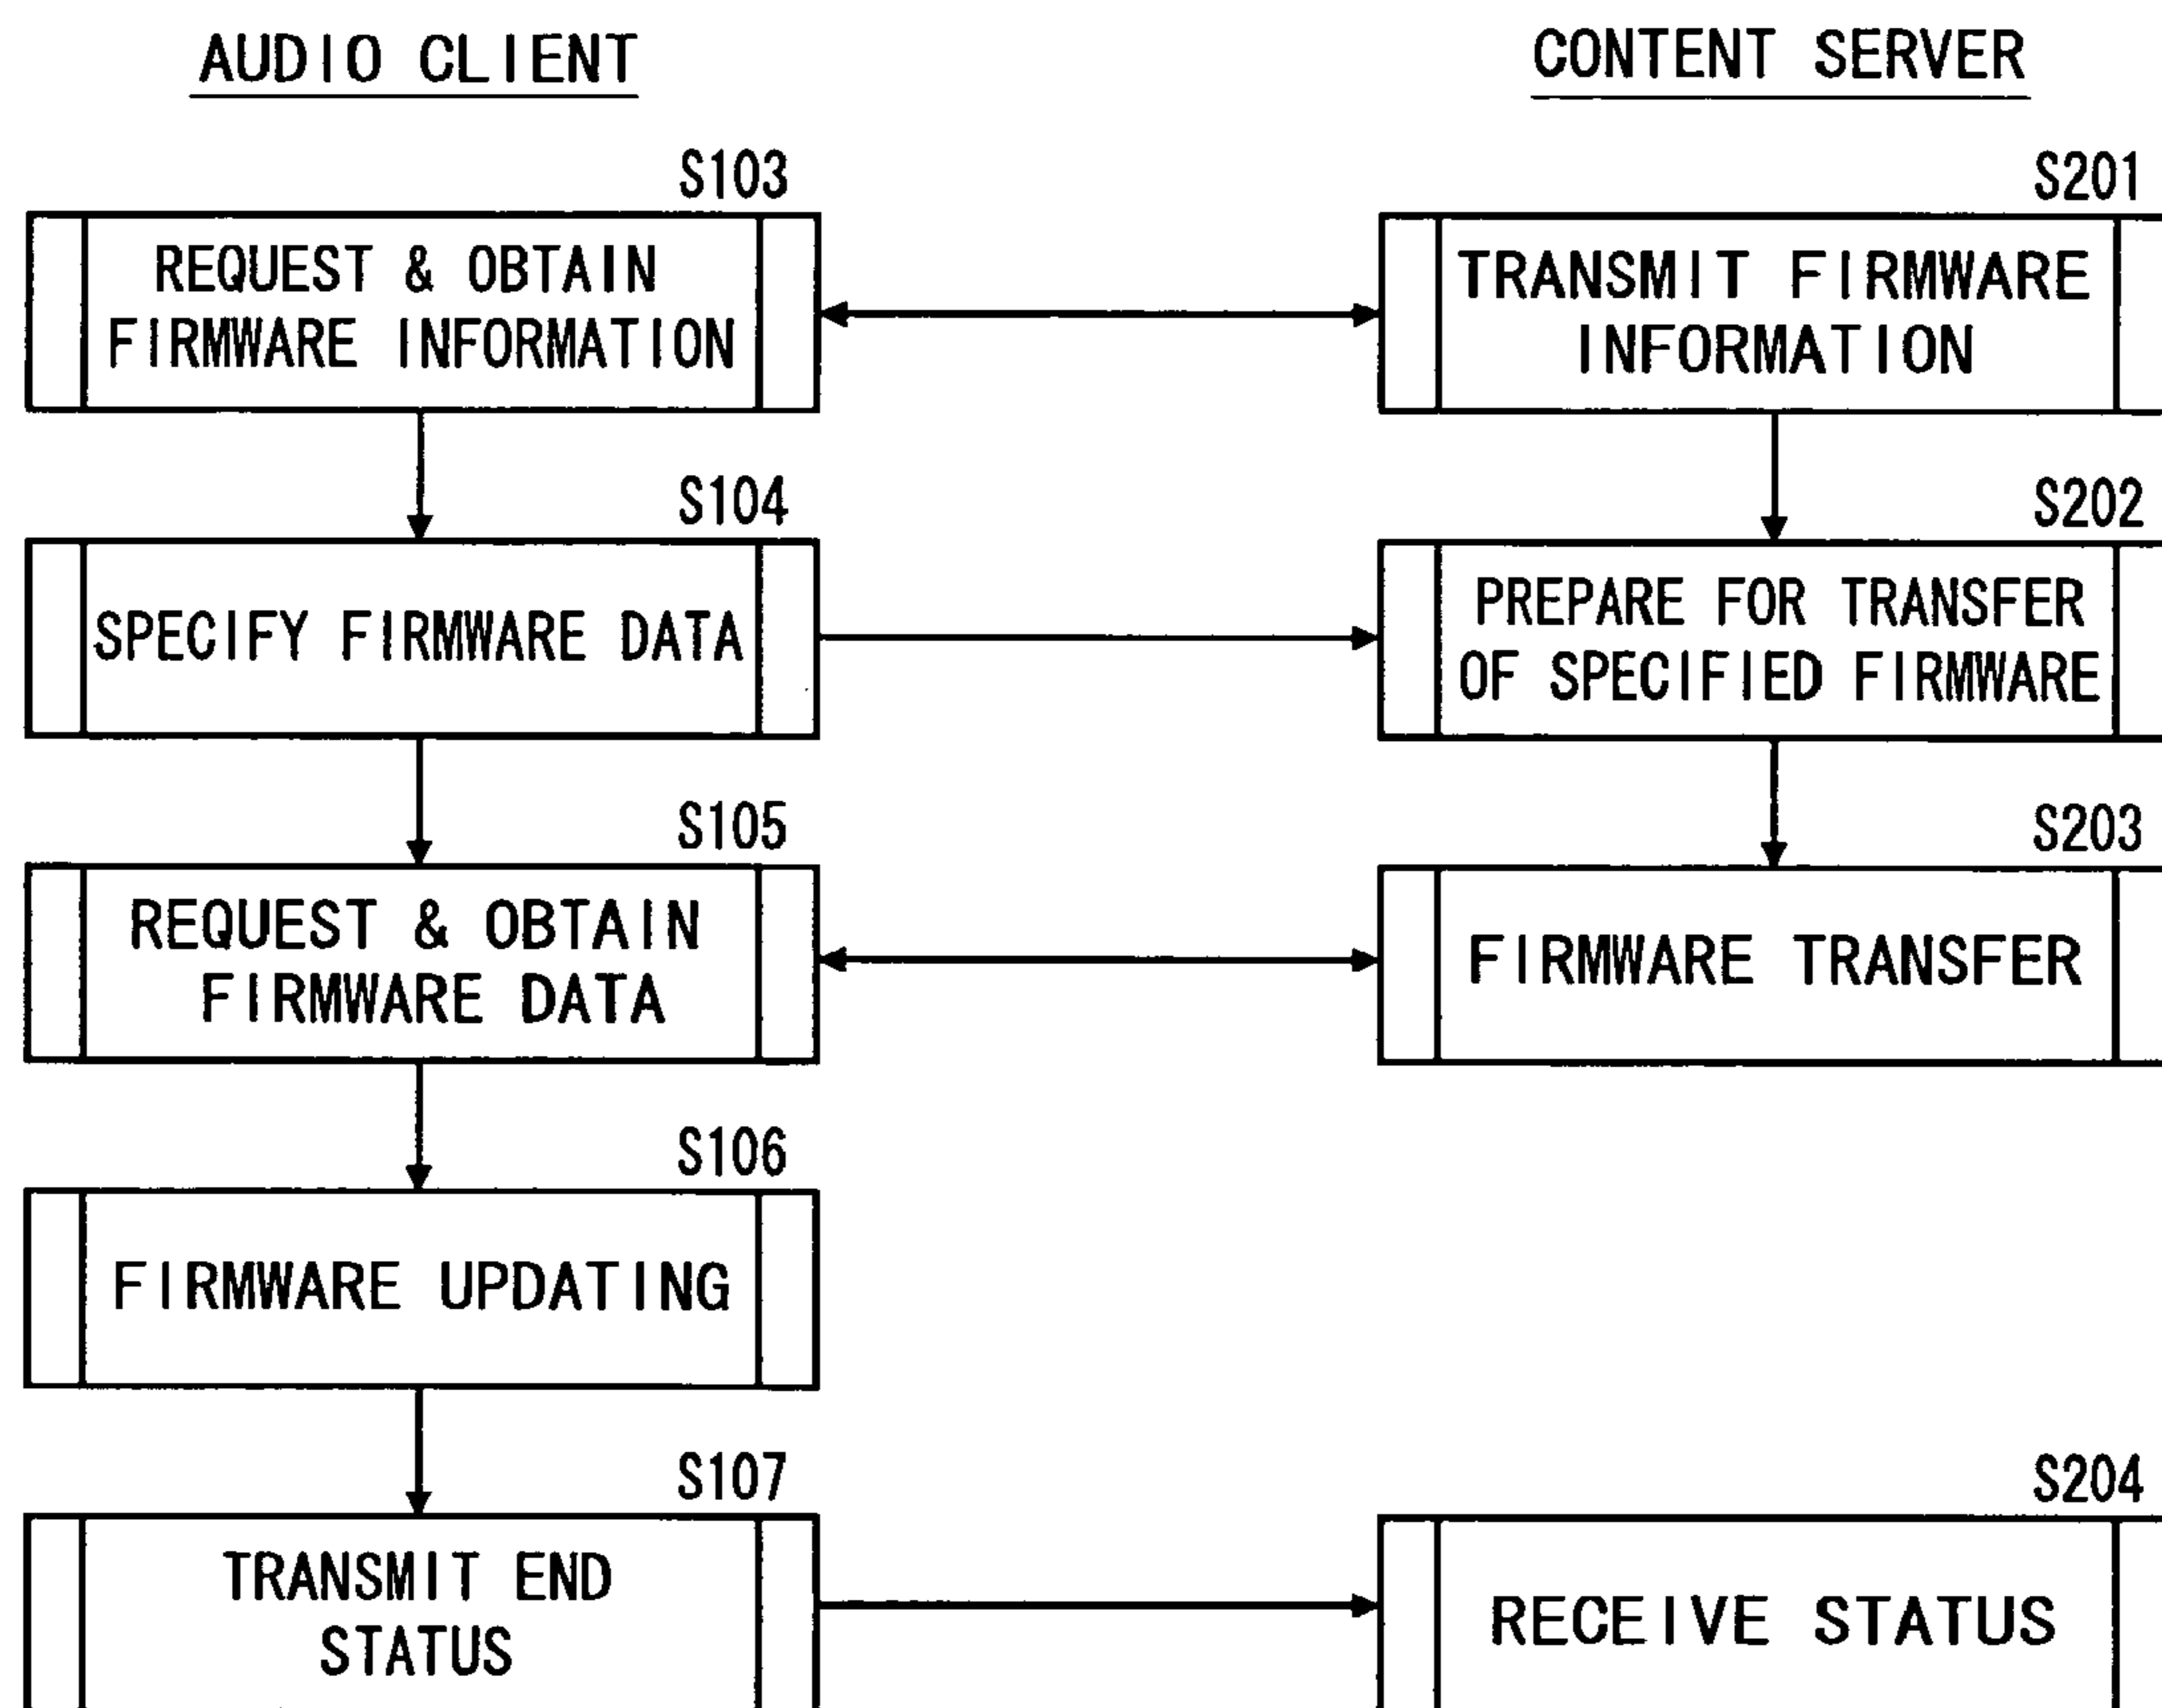 AUDIO CLIENT
CONTENT SERVER
S103
S201
REQUEST & OBTAIN
FIRMWARE INFORMATION
TRANSMIT FIRMWARE
INFORMATION
S104
S202
SPECIFY FIRMWARE DATA
PREPARE FOR TRANSFER
OF SPECIFIED FIRMWARE
S105
S203
REQUEST & OBTAIN
FIRMWARE DATA
FIRMWARE TRANSFER
S106
FIRMWARE UPDATING
S107
S204
TRANSMIT END
STATUS
RECEIVE STATUS